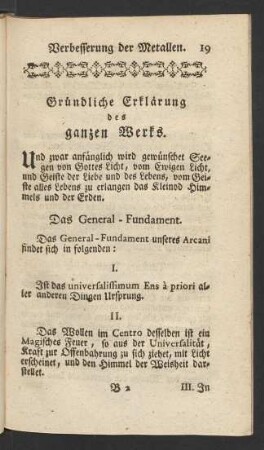 Verbesserung der Metallen. 19
Gründliche Erklärung
des
ganzen Werks.
Und zwar anfänglich wird gewünschet See-
gen von Gottes Licht, vom Ewigen Licht,
und Geiste der Liebe und des Lebens, vom Gei-
ste alles Lebens zu erlangen das Kleinod Him-
mels und der Erden.
Das General-Fundament.
Das General-Fundament unseres Arcani
findet sich in folgenden:
I.
Ist das universalissimum Ens à priori al-
ler anderen Dingen Ursprung.
II.
Das Wollen im Centro desselben ist ein
Magisches Feuer, so aus der Universalität,
Kraft zur Offenbahrung zu sich ziehet, mit Licht
erscheinet, und den Himmel der Weisheit dar-
stellet.
B 2 III. In